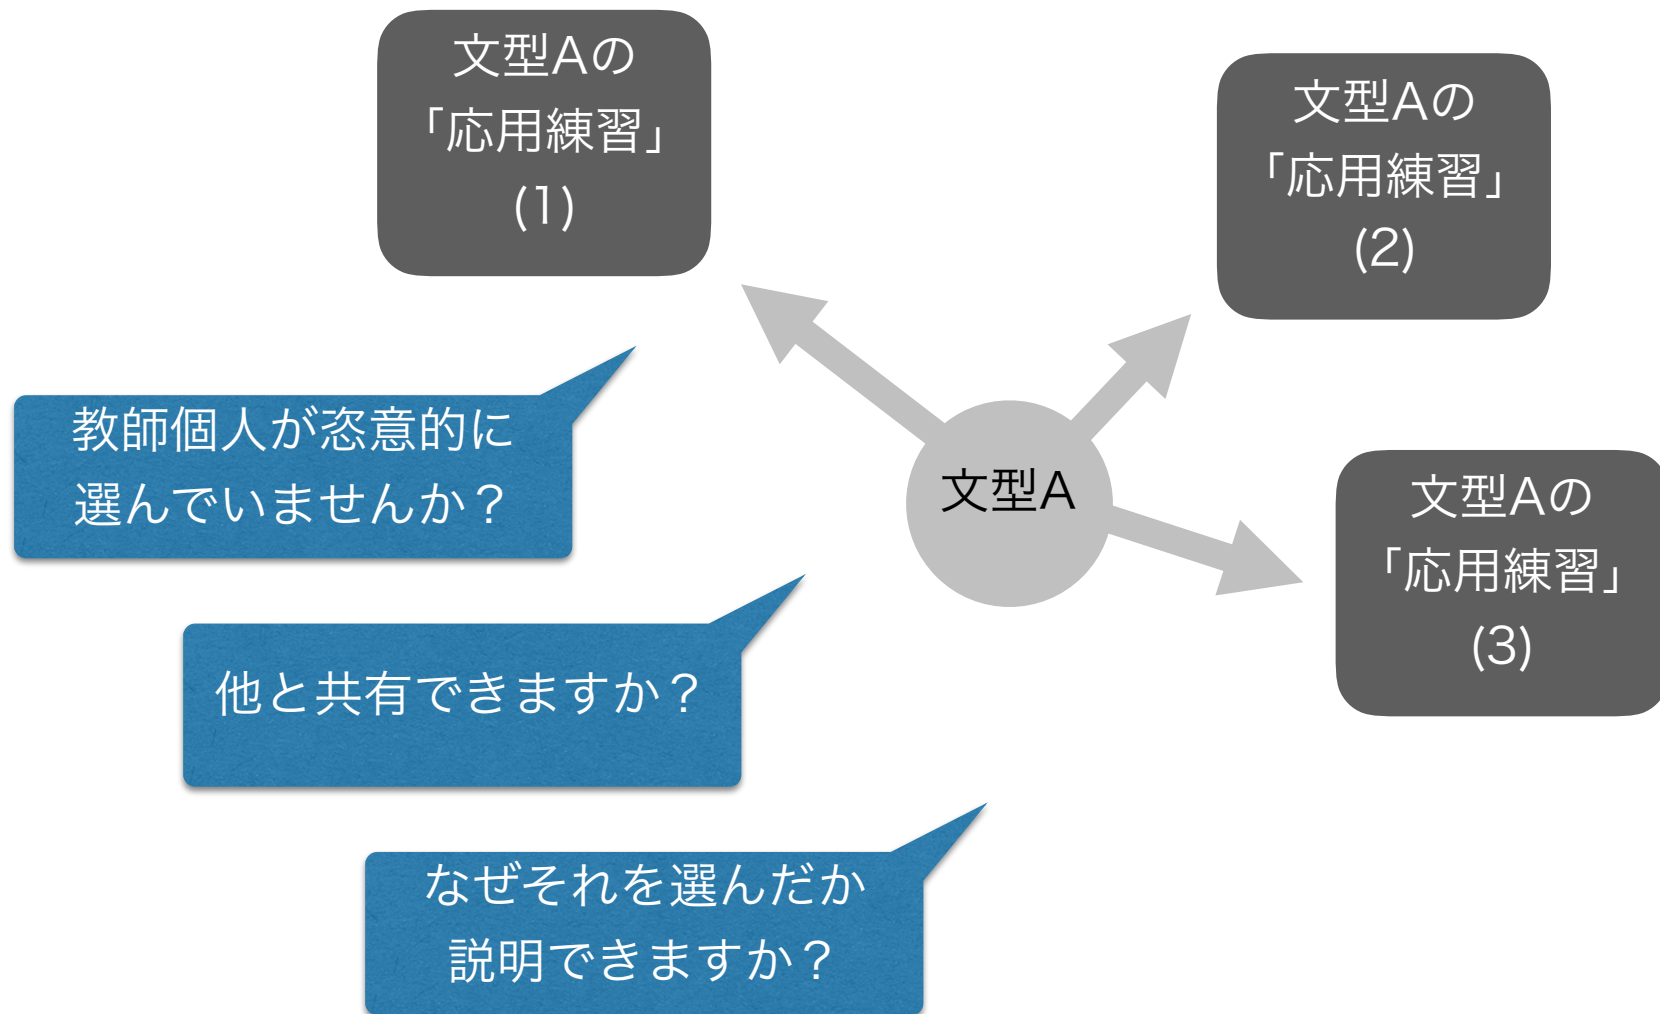 文型Aの
「応用練習」
(1)
文型Aの
「応用練習」
(2)
教師個人が恣意的に
選んでいませんか？
文型A
文型Aの
「応用練習」
(3)
他と共有できますか？
なぜそれを選んだか
説明できますか？